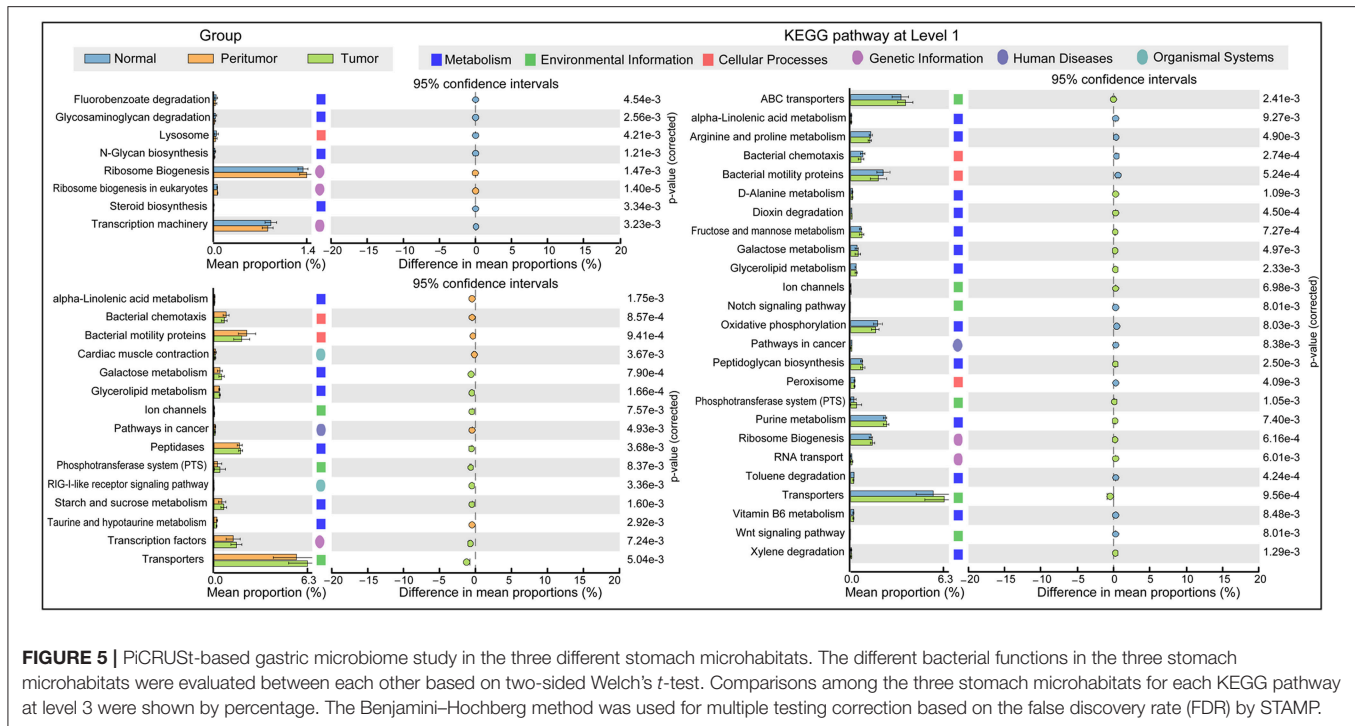 Group
KEGG pathway at Level 1
Normal Peritumor Tumor
Metabolism Environmental Information Cellular Processes Genetic Information Human Diseases Organismal Systems
95% confidence intervals
Fluorobenzoate degradation 4.54e-3
Glycosaminoglycan degradation 2.56e-3
Lysosome 4.21e-3
N-Glycan biosynthesis 1.21e-3
Ribosome Biogenesis 1.47e-3
Ribosome biogenesis in eukaryotes 1.40e-5
Steroid biosynthesis 3.34e-3
Transcription machinery 3.23e-3
p-value (corrected)
0.0 1.4 −20 −15 −10 −5 0 5 10 15 20
Mean proportion (%) Difference in mean proportions (%)
95% confidence intervals
alpha-Linolenic acid metabolism 1.75e-3
Bacterial chemotaxis 8.57e-4
Bacterial motility proteins 9.41e-4
Cardiac muscle contraction 3.67e-3
Galactose metabolism 7.90e-4
Glycerolipid metabolism 1.66e-4
Ion channels 7.57e-3
Pathways in cancer 4.93e-3
Peptidases 3.68e-3
Phosphotransferase system (PTS) 8.37e-3
RIG-I-like receptor signaling pathway 3.36e-3
Starch and sucrose metabolism 1.60e-3
Taurine and hypotaurine metabolism 2.92e-3
Transcription factors 7.24e-3
Transporters 5.04e-3
p-value (corrected)
0.0 6.3 −20 −15 −10 −5 0 5 10 15 20
Mean proportion (%) Difference in mean proportions (%)
95% confidence intervals
ABC transporters 2.41e-3
alpha-Linolenic acid metabolism 9.27e-3
Arginine and proline metabolism 4.90e-3
Bacterial chemotaxis 2.74e-4
Bacterial motility proteins 5.24e-4
D-Alanine metabolism 1.09e-3
Dioxin degradation 4.50e-4
Fructose and mannose metabolism 7.27e-4
Galactose metabolism 4.97e-3
Glycerolipid metabolism 2.33e-3
Ion channels 6.98e-3
Notch signaling pathway 8.01e-3
Oxidative phosphorylation 8.03e-3
Pathways in cancer 8.38e-3
Peptidoglycan biosynthesis 2.50e-3
Peroxisome 4.09e-3
Phosphotransferase system (PTS) 1.05e-3
Purine metabolism 7.40e-3
Ribosome Biogenesis 6.16e-4
RNA transport 6.01e-3
Toluene degradation 4.24e-4
Transporters 9.56e-4
Vitamin B6 metabolism 8.48e-3
Wnt signaling pathway 8.01e-3
Xylene degradation 1.29e-3
p-value (corrected)
0.0 6.3 −20 −15 −10 −5 0 5 10 15 20
Mean proportion (%) Difference in mean proportions (%)
FIGURE 5 | PiCRUSt-based gastric microbiome study in the three different stomach microhabitats. The different bacterial functions in the three stomach
microhabitats were evaluated between each other based on two-sided Welch's t-test. Comparisons among the three stomach microhabitats for each KEGG pathway
at level 3 were shown by percentage. The Benjamini–Hochberg method was used for multiple testing correction based on the false discovery rate (FDR) by STAMP.